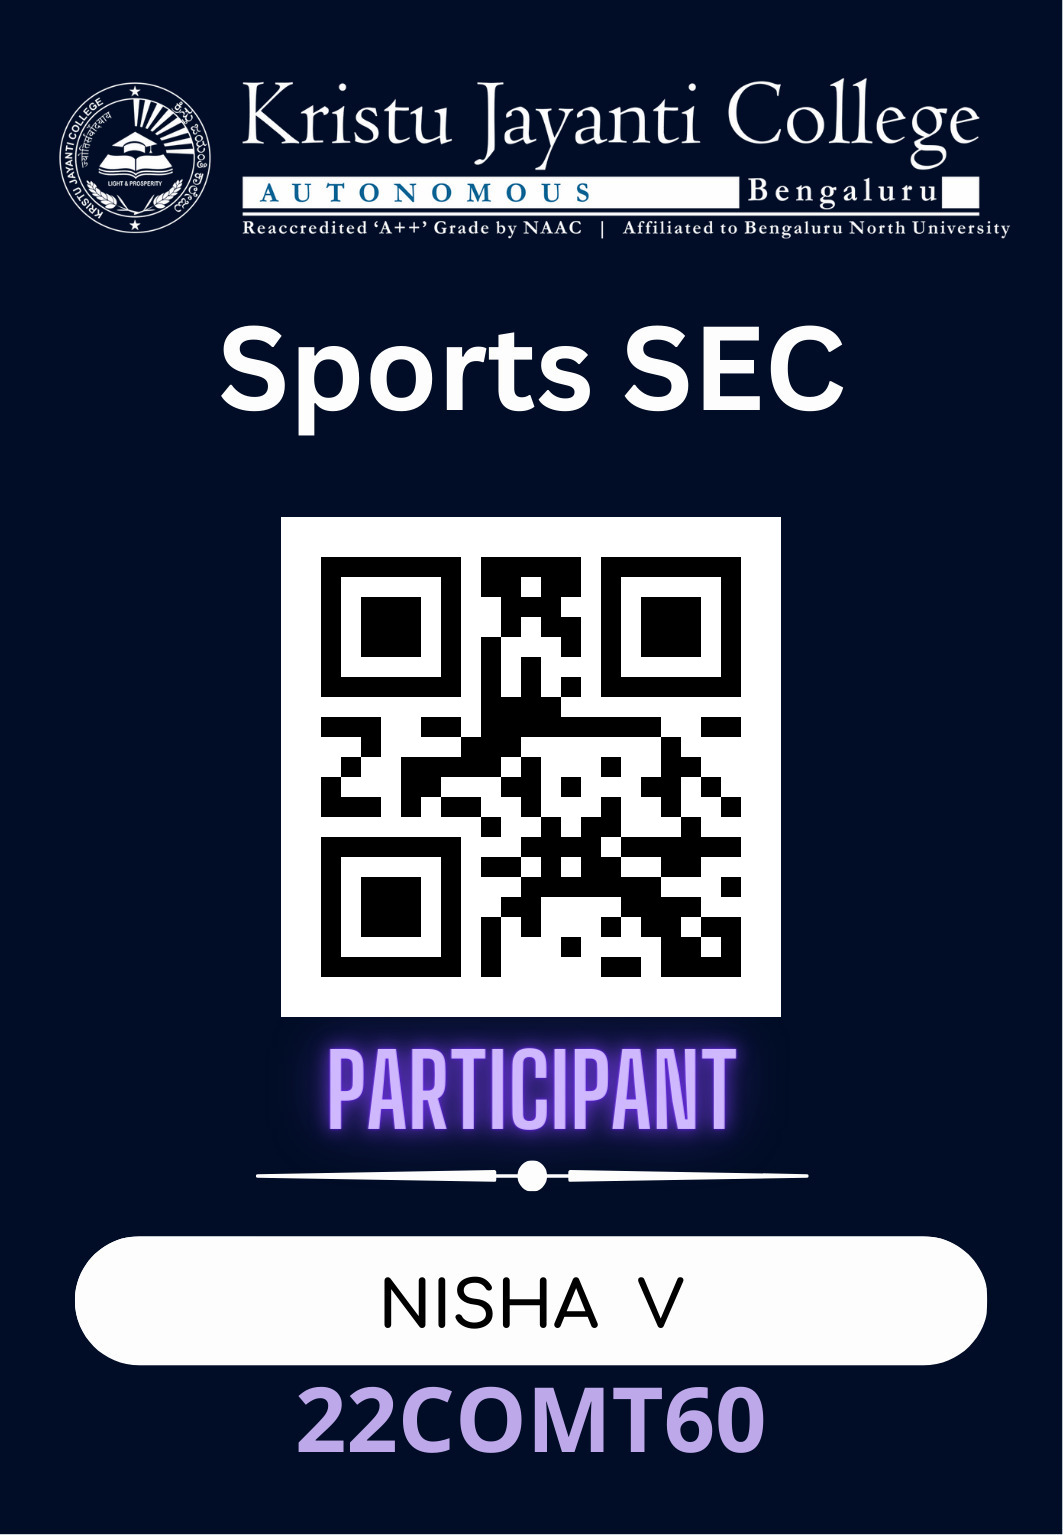 Kristu Jayanti College
AUTONOMOUS Bengaluru
Reaccredited ‘A++’ Grade by NAAC | Affiliated to Bengaluru North University
KRISTU JAYANTI COLLEGE
LIGHT & PROSPERITY
Sports SEC
PARTICIPANT
NISHA V
22COMT60